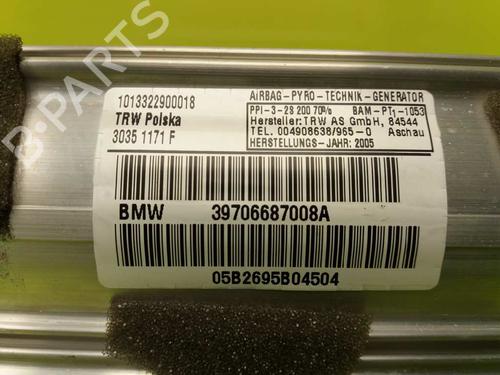 1013322900018
TRW Polska
3035 1171 F
AIRBAG-PYRO-TECHNIK-GENERATOR
PPI-3-28 200 70% BAM-PT1-1053
Hersteller:TRW AS GmbH, 84544
TEL. 004908638/965-0 Aschau
HERSTELLUNGS-JAHR: 2005
BMW 39706687008A
05B2695B04504
B-PARTS